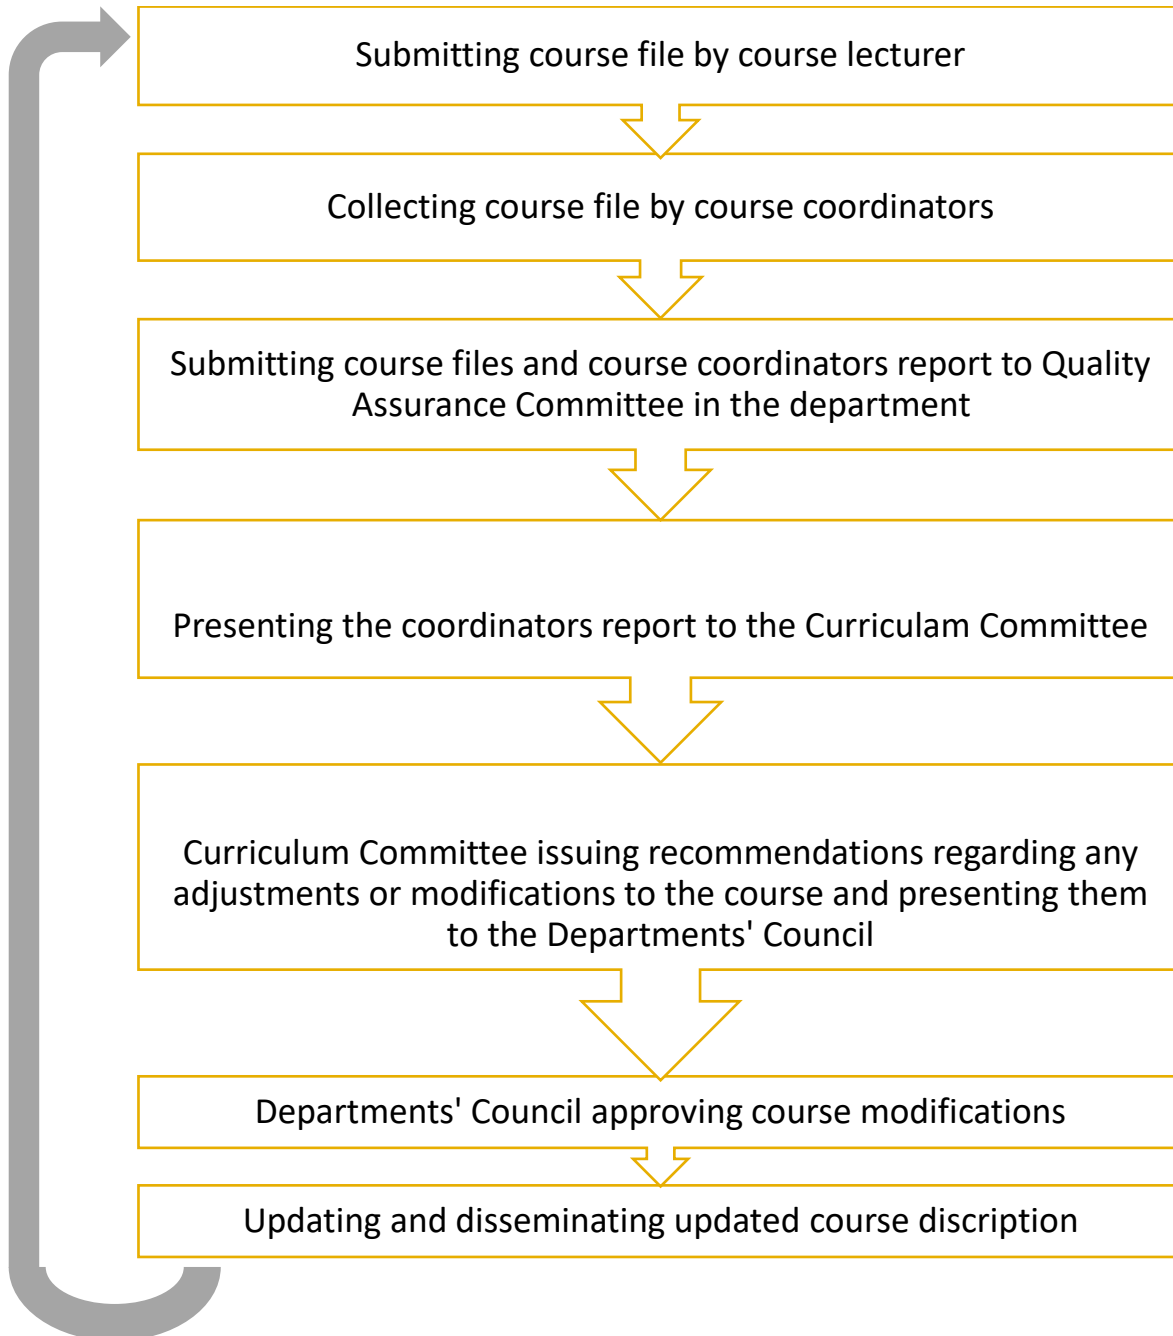 Submitting course file by course lecturer
Collecting course file by course coordinators
Submitting course files and course coordinators report to Quality
Assurance Committee in the department
Presenting the coordinators report to the Curriculam Committee
Curriculum Committee issuing recommendations regarding any
adjustments or modifications to the course and presenting them
to the Departments' Council
Departments' Council approving course modifications
Updating and disseminating updated course discription